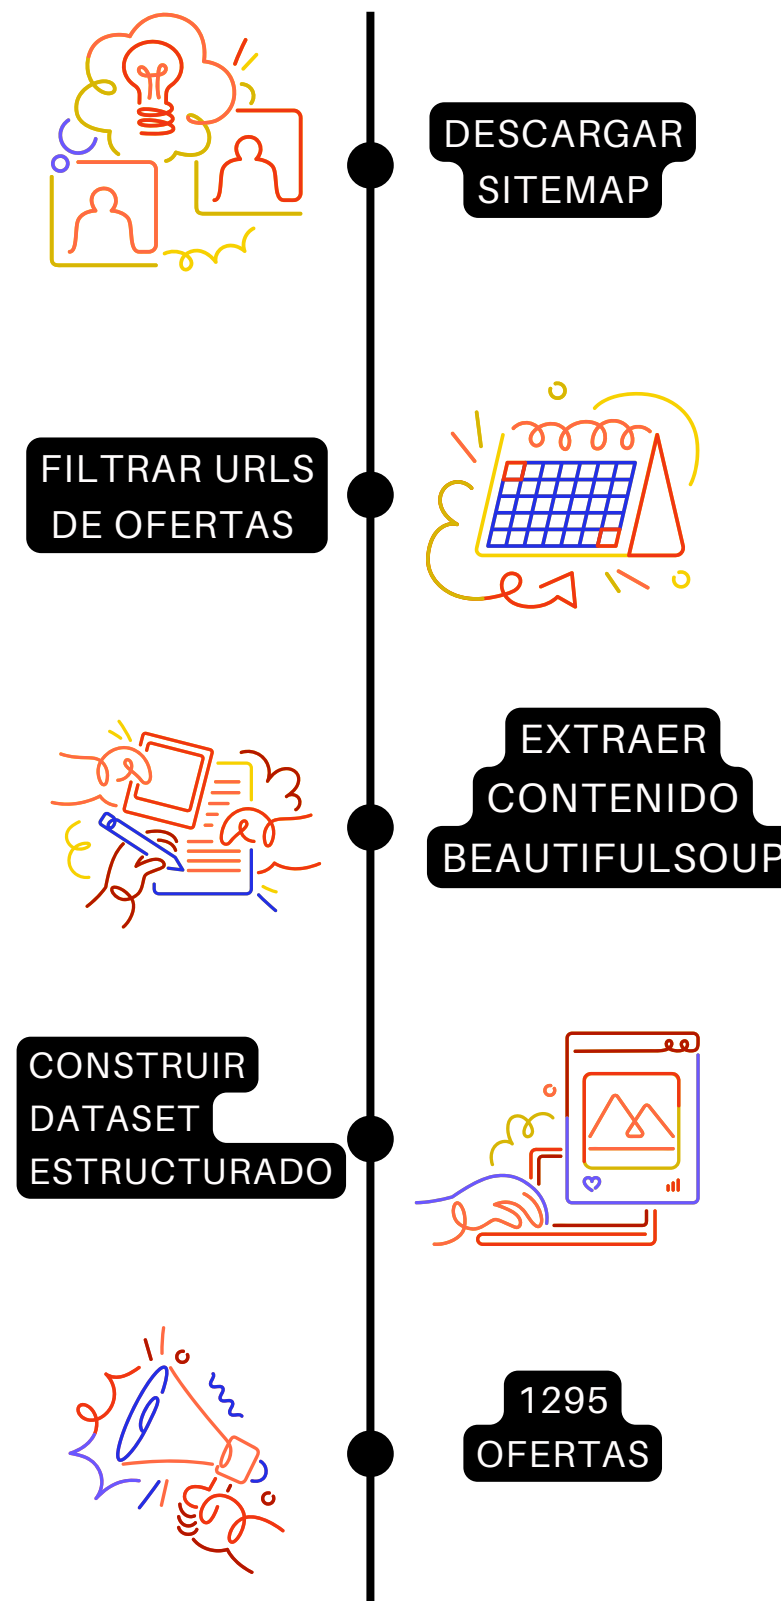 DESCARGAR
SITEMAP
FILTRAR URLS
DE OFERTAS
EXTRAER
CONTENIDO
BEAUTIFULSOUP
CONSTRUIR
DATASET
ESTRUCTURADO
1295
OFERTAS